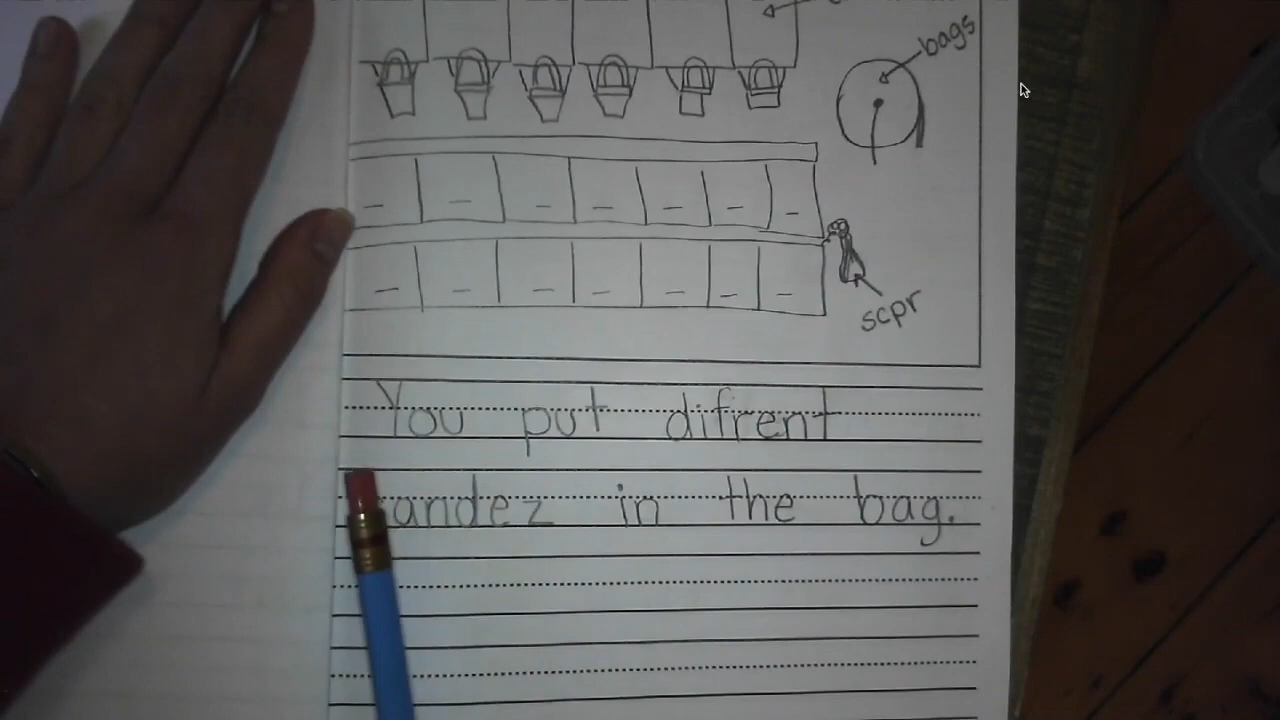 bags
scpr
You put difrent
andez in the bag.